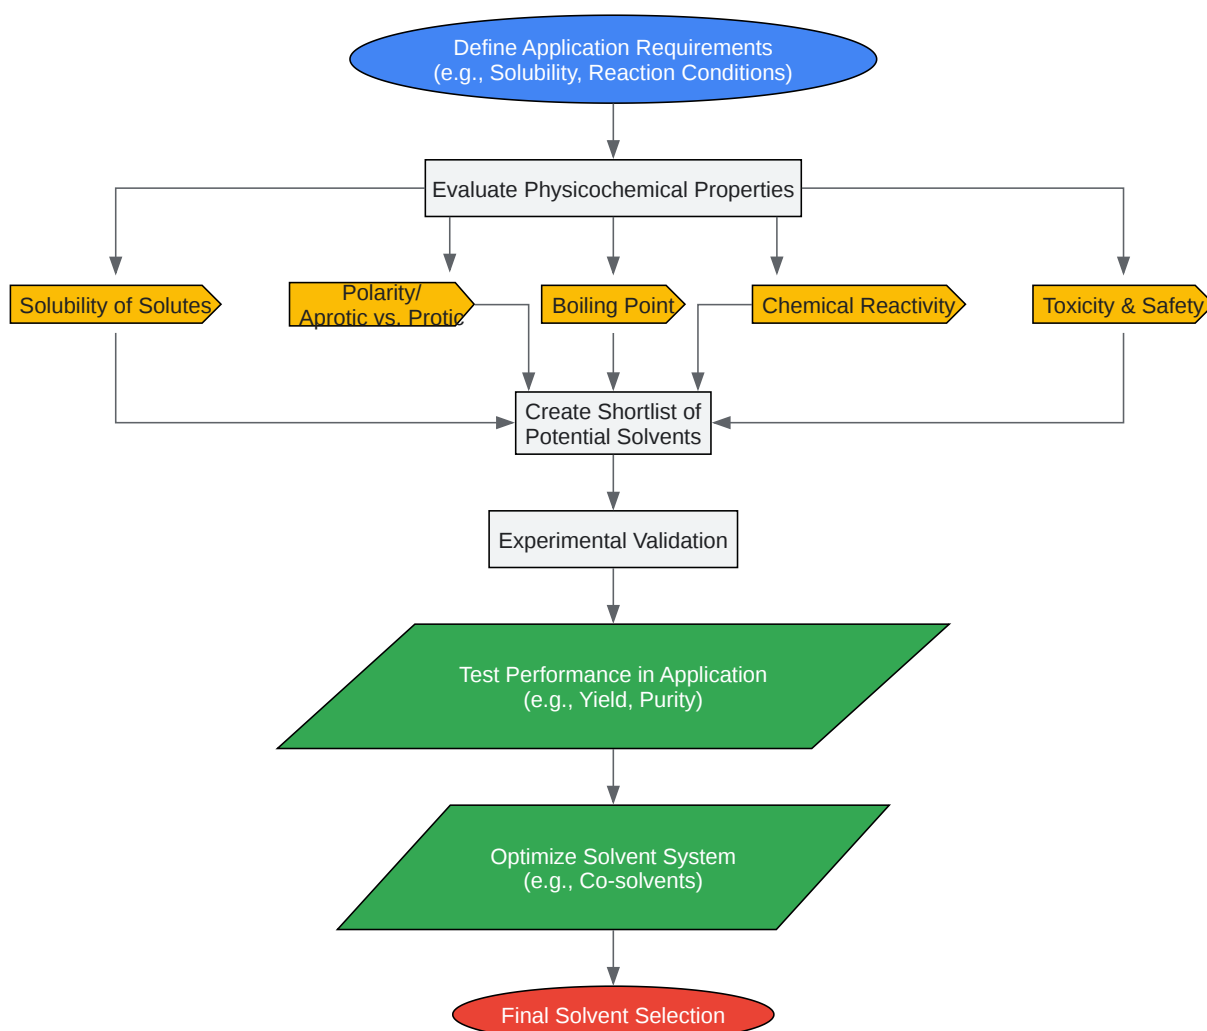 Define Application Requirements
(e.g., Solubility, Reaction Conditions)
Evaluate Physicochemical Properties
Solubility of Solutes
Polarity/
Aprotic vs. Protic
Boiling Point
Chemical Reactivity
Toxicity & Safety
Create Shortlist of
Potential Solvents
Experimental Validation
Test Performance in Application
(e.g., Yield, Purity)
Optimize Solvent System
(e.g., Co-solvents)
Final Solvent Selection